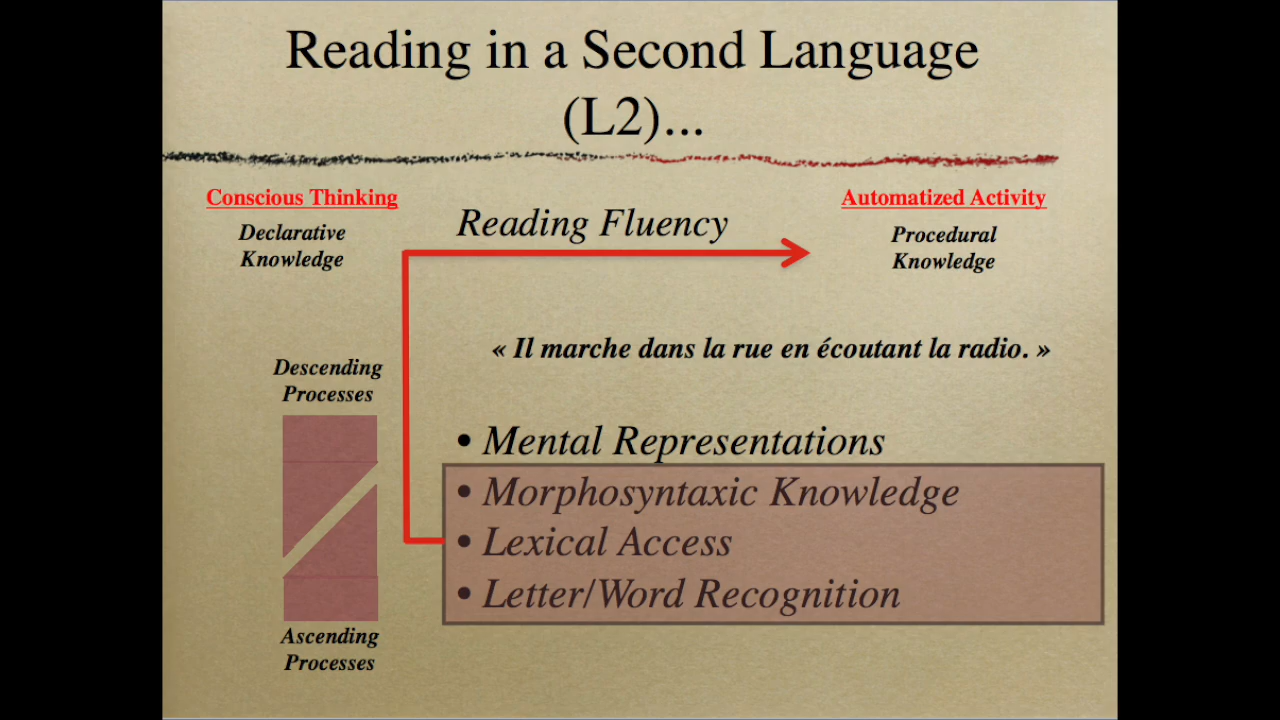 Reading in a Second Language
(L2)...
Conscious Thinking
Declarative
Knowledge
Reading Fluency
Automatized Activity
Procedural
Knowledge
« Il marche dans la rue en écoutant la radio. »
Descending
Processes
• Mental Representations
• Morphosyntaxic Knowledge
• Lexical Access
• Letter/Word Recognition
Ascending
Processes